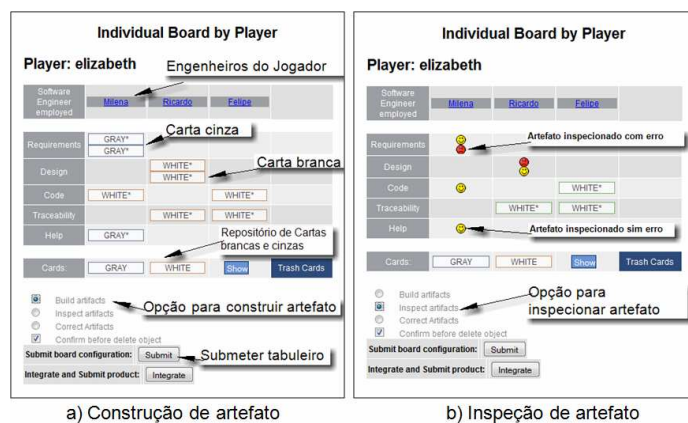 Individual Board by Player
Player: elizabeth
Engenheiros do Jogador
Software Engineer employed
Milena
Ricardo
Felipe
Requirements
GRAY*
GRAY*
Carta cinza
Design
WHITE*
WHITE*
Carta branca
Code
WHITE*
WHITE*
Traceability
WHITE*
WHITE*
Help
GRAY*
Repositório de Cartas brancas e cinzas
Cards:
GRAY
WHITE
Show
Trash Cards
Build artifacts
Opção para construir artefato
Inspect artifacts
Correct Artifacts
Confirm before delete object
Submit board configuration:
Submit
Submeter tabuleiro
Integrate and Submit product:
Integrate
a) Construção de artefato
Individual Board by Player
Player: elizabeth
Software Engineer employed
Milena
Ricardo
Felipe
Requirements
Artefato inspecionado com erro
Design
Code
WHITE*
Traceability
WHITE*
WHITE*
Help
Artefato inspecionado sim erro
Cards:
GRAY
WHITE
Show
Trash Cards
Build artifacts
Inspect artifacts
Opção para inspecionar artefato
Correct Artifacts
Confirm before delete object
Submit board configuration:
Submit
Integrate and Submit product:
Integrate
b) Inspeção de artefato